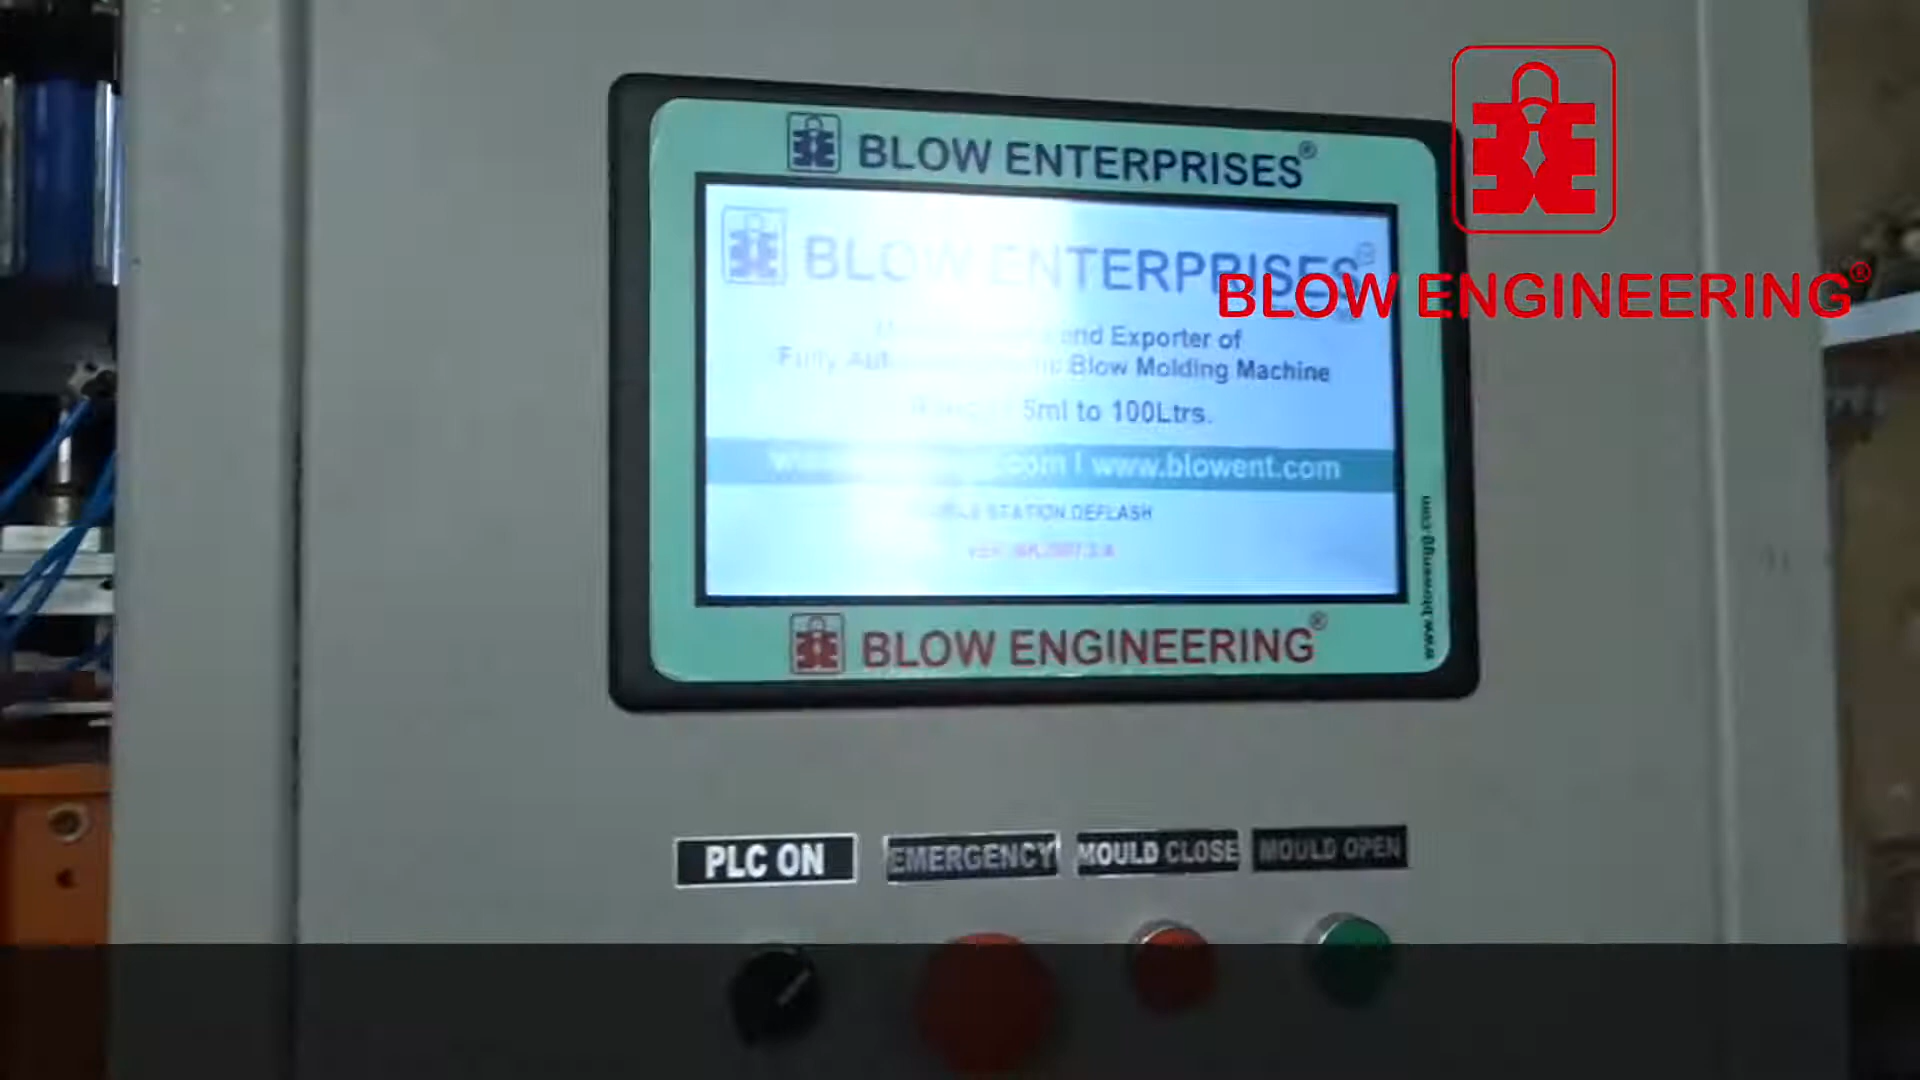 BLOW ENTERPRISES®
BLOW ENTERPRISES
and Exporter of
Fully Blow Molding Machine
5ml to 100Ltrs.
.com | www.blowent.com
STATION DEFLASH
BLOW ENGINEERING®
www.blowengg.com
BLOW ENGINEERING®
PLC ON
EMERGENCY
MOULD CLOSE
MOULD OPEN